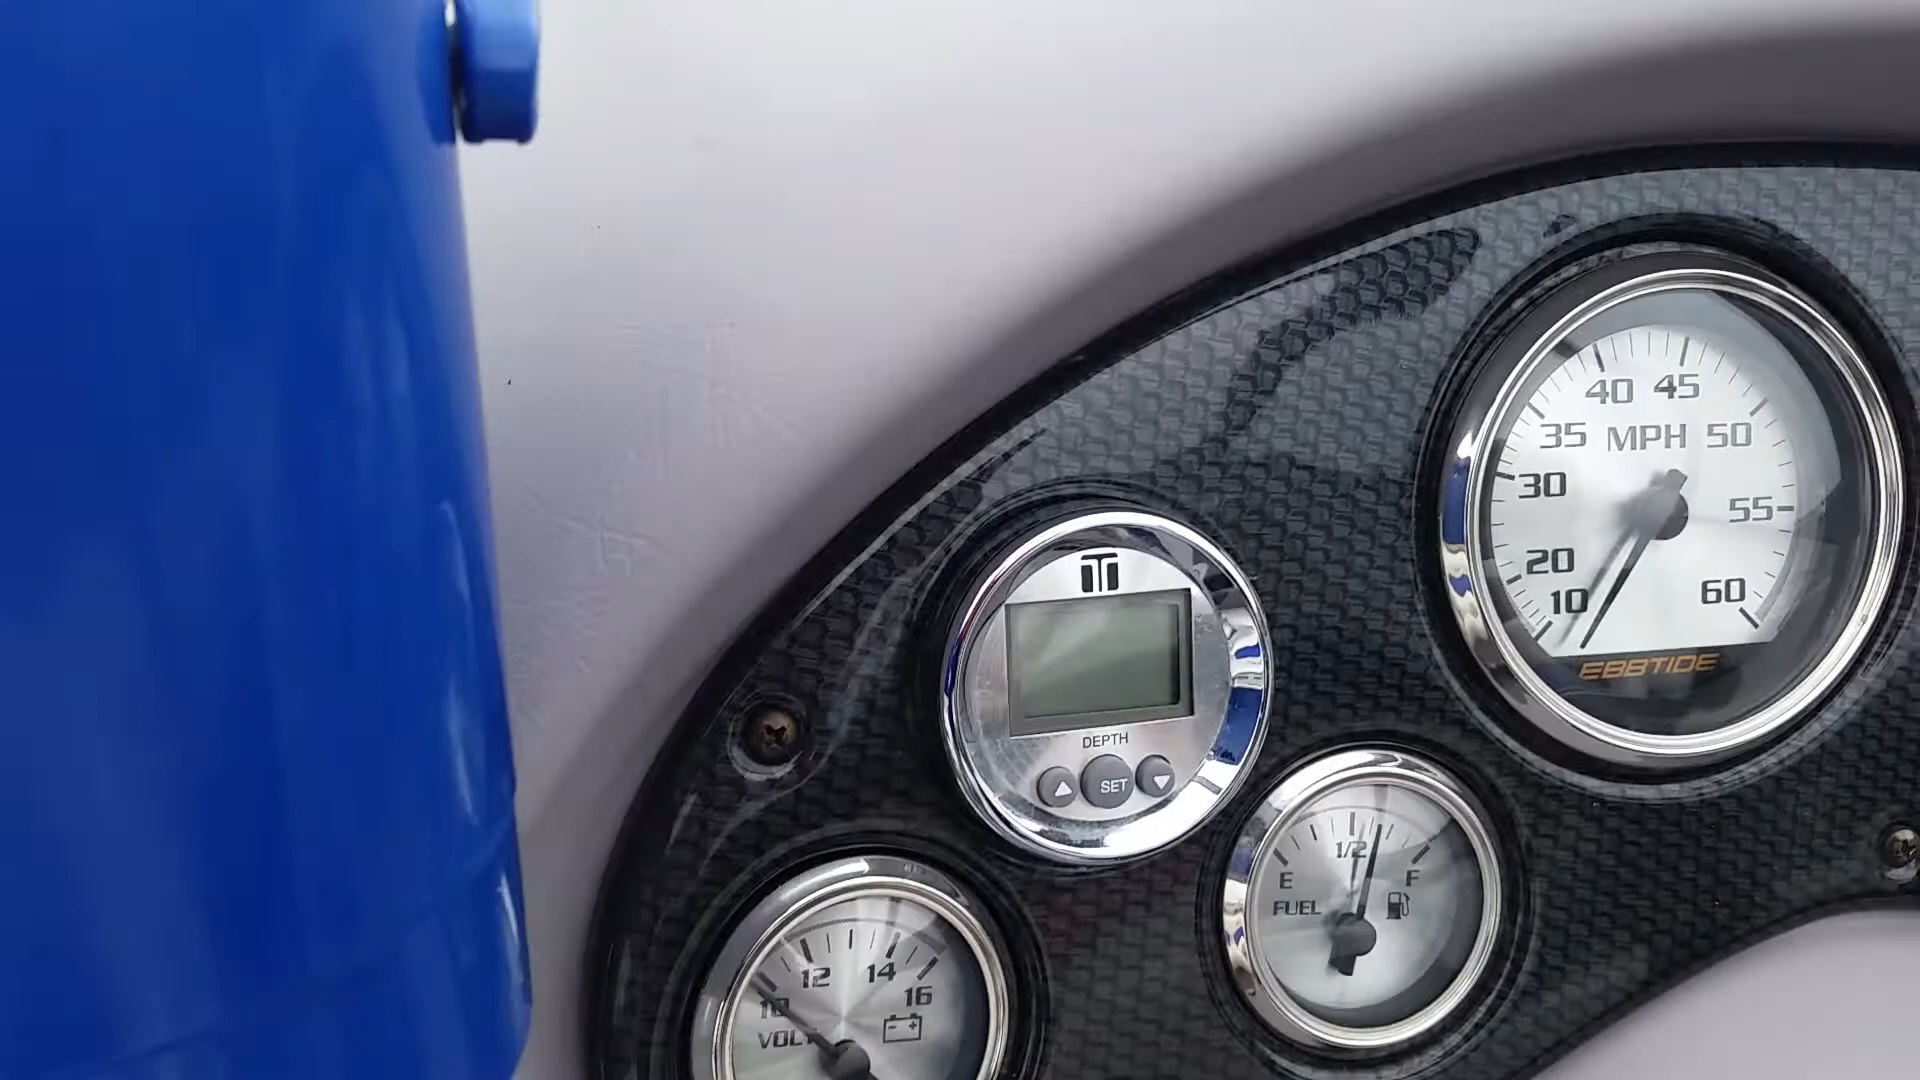 40 45
35 MPH 50
30
55
20
10
60
EBBTIDE
DEPTH
SET
1/2
E F
FUEL
12 14
10 16
VOLT